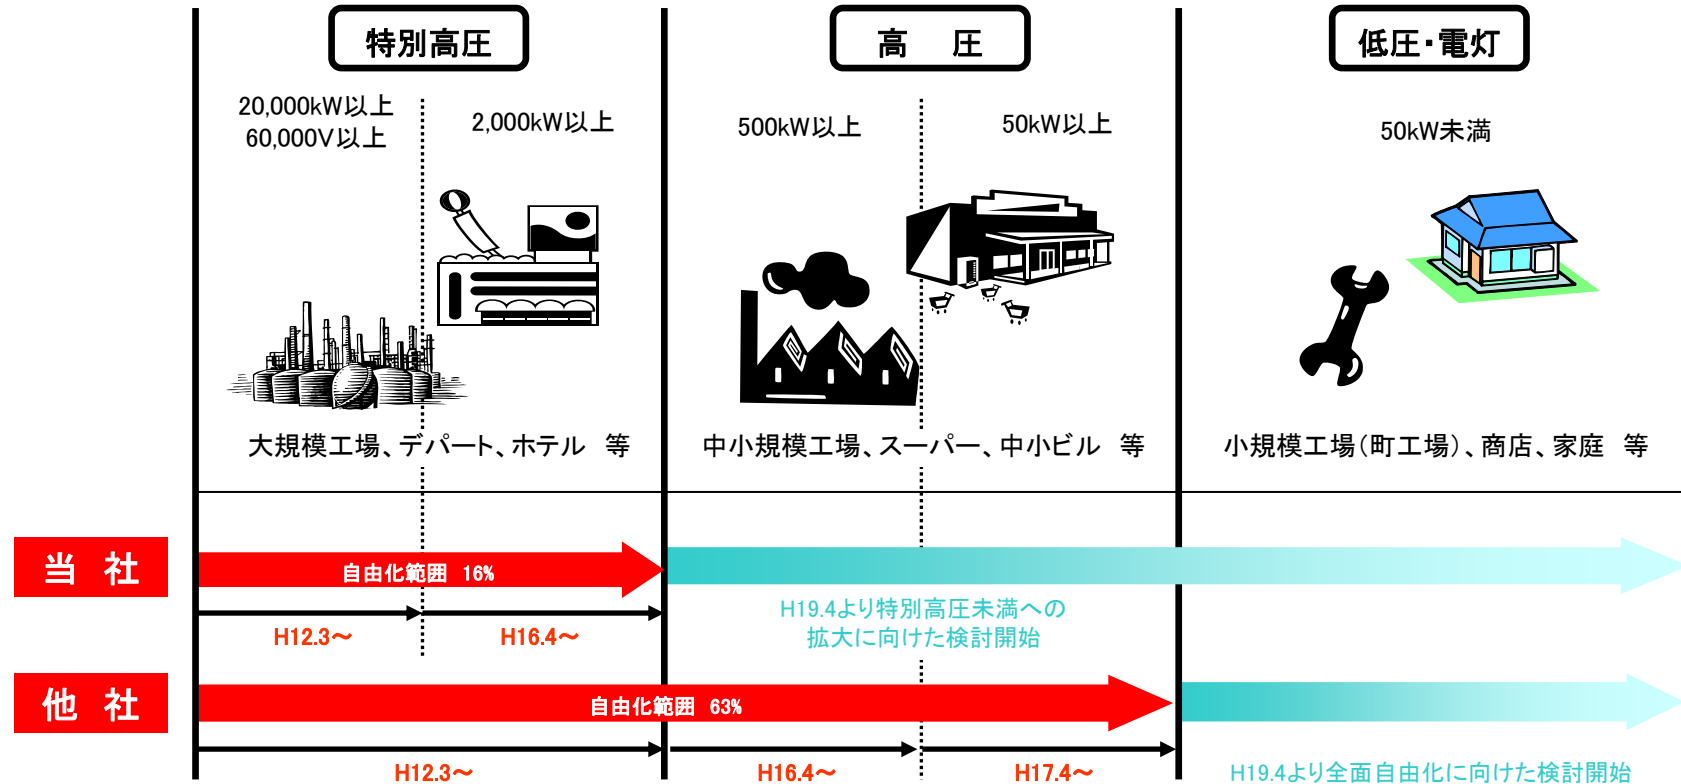 特別高圧
高　圧
低圧・電灯
20,000kW以上
60,000V以上
2,000kW以上
500kW以上
50kW以上
50kW未満
大規模工場、デパート、ホテル　等
中小規模工場、スーパー、中小ビル　等
小規模工場（町工場）、商店、家庭　等
当　社
自由化範囲　16%
H12.3～
H16.4～
H19.4より特別高圧未満への
拡大に向けた検討開始
他　社
自由化範囲　63%
H12.3～
H16.4～
H17.4～
H19.4より全面自由化に向けた検討開始